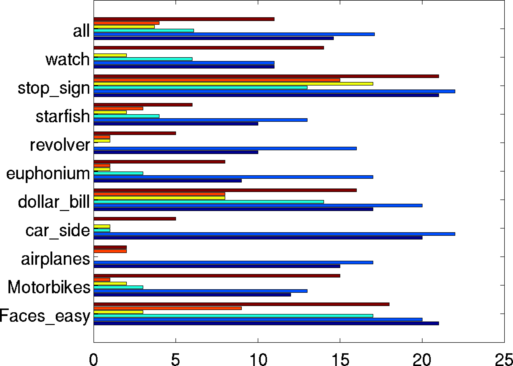 all
watch
stop_sign
starfish
revolver
euphonium
dollar_bill
car_side
airplanes
Motorbikes
Faces_easy
0 5 10 15 20 25